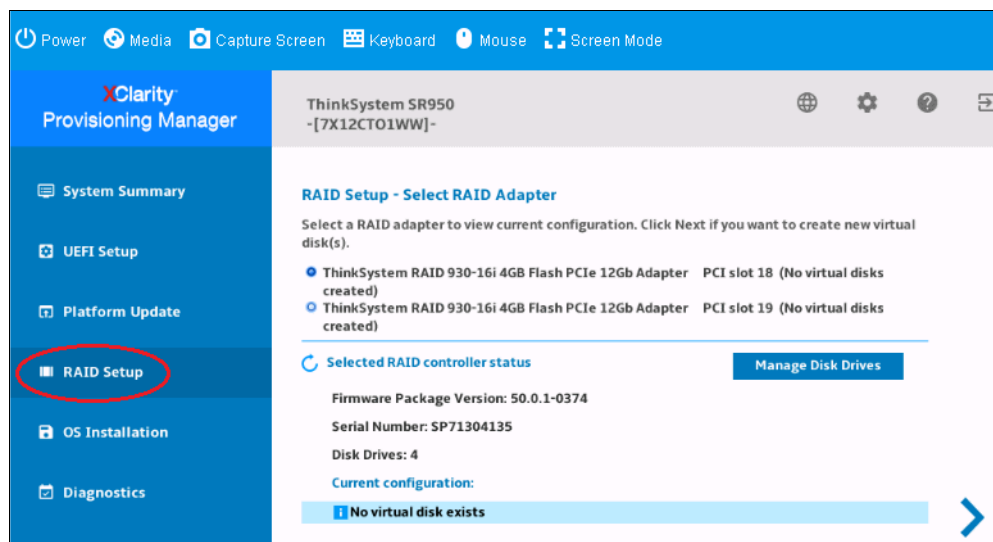 Power Media Capture Screen Keyboard Mouse Screen Mode
XClarity
Provisioning Manager
ThinkSystem SR950
-[7X12CTO1WW]-
System Summary
UEFI Setup
Platform Update
RAID Setup
OS Installation
Diagnostics
RAID Setup - Select RAID Adapter
Select a RAID adapter to view current configuration. Click Next if you want to create new virtual
disk(s).
ThinkSystem RAID 930-16i 4GB Flash PCIe 12Gb Adapter PCI slot 18 (No virtual disks
created)
ThinkSystem RAID 930-16i 4GB Flash PCIe 12Gb Adapter PCI slot 19 (No virtual disks
created)
Selected RAID controller status
Manage Disk Drives
Firmware Package Version: 50.0.1-0374
Serial Number: SP71304135
Disk Drives: 4
Current configuration:
No virtual disk exists